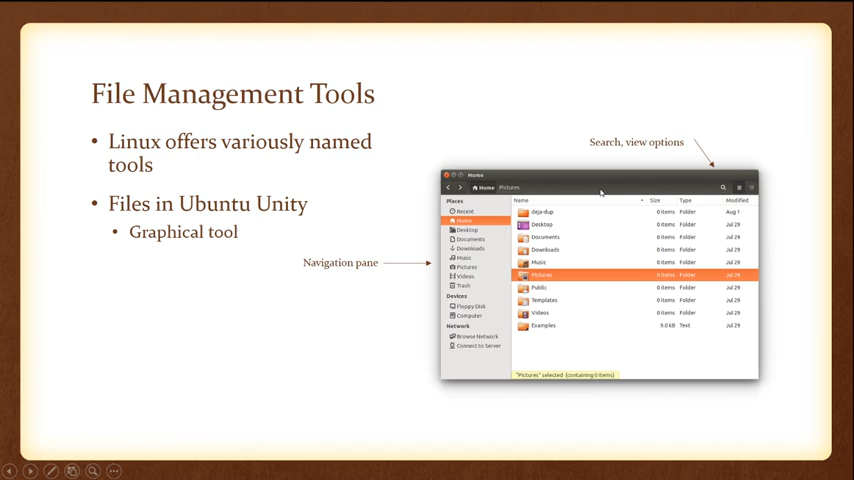 File Management Tools
• Linux offers variously named
tools
• Files in Ubuntu Unity
• Graphical tool
Search, view options
Navigation pane
Home
Home Pictures
Places
Recent
Home
Desktop
Documents
Downloads
Music
Pictures
Videos
Trash
Devices
Floppy Disk
Computer
Network
Browse Network
Connect to Server
Name Size Type Modified
deja-dup 0 items Folder Aug 1
Desktop 0 items Folder Jul 29
Documents 0 items Folder Jul 29
Downloads 0 items Folder Jul 29
Music 0 items Folder Jul 29
Pictures 0 items Folder Jul 29
Public 0 items Folder Jul 29
Templates 0 items Folder Jul 29
Videos 0 items Folder Jul 29
Examples 9.0 kB Text Jul 29
"Pictures" selected (containing 0 items)